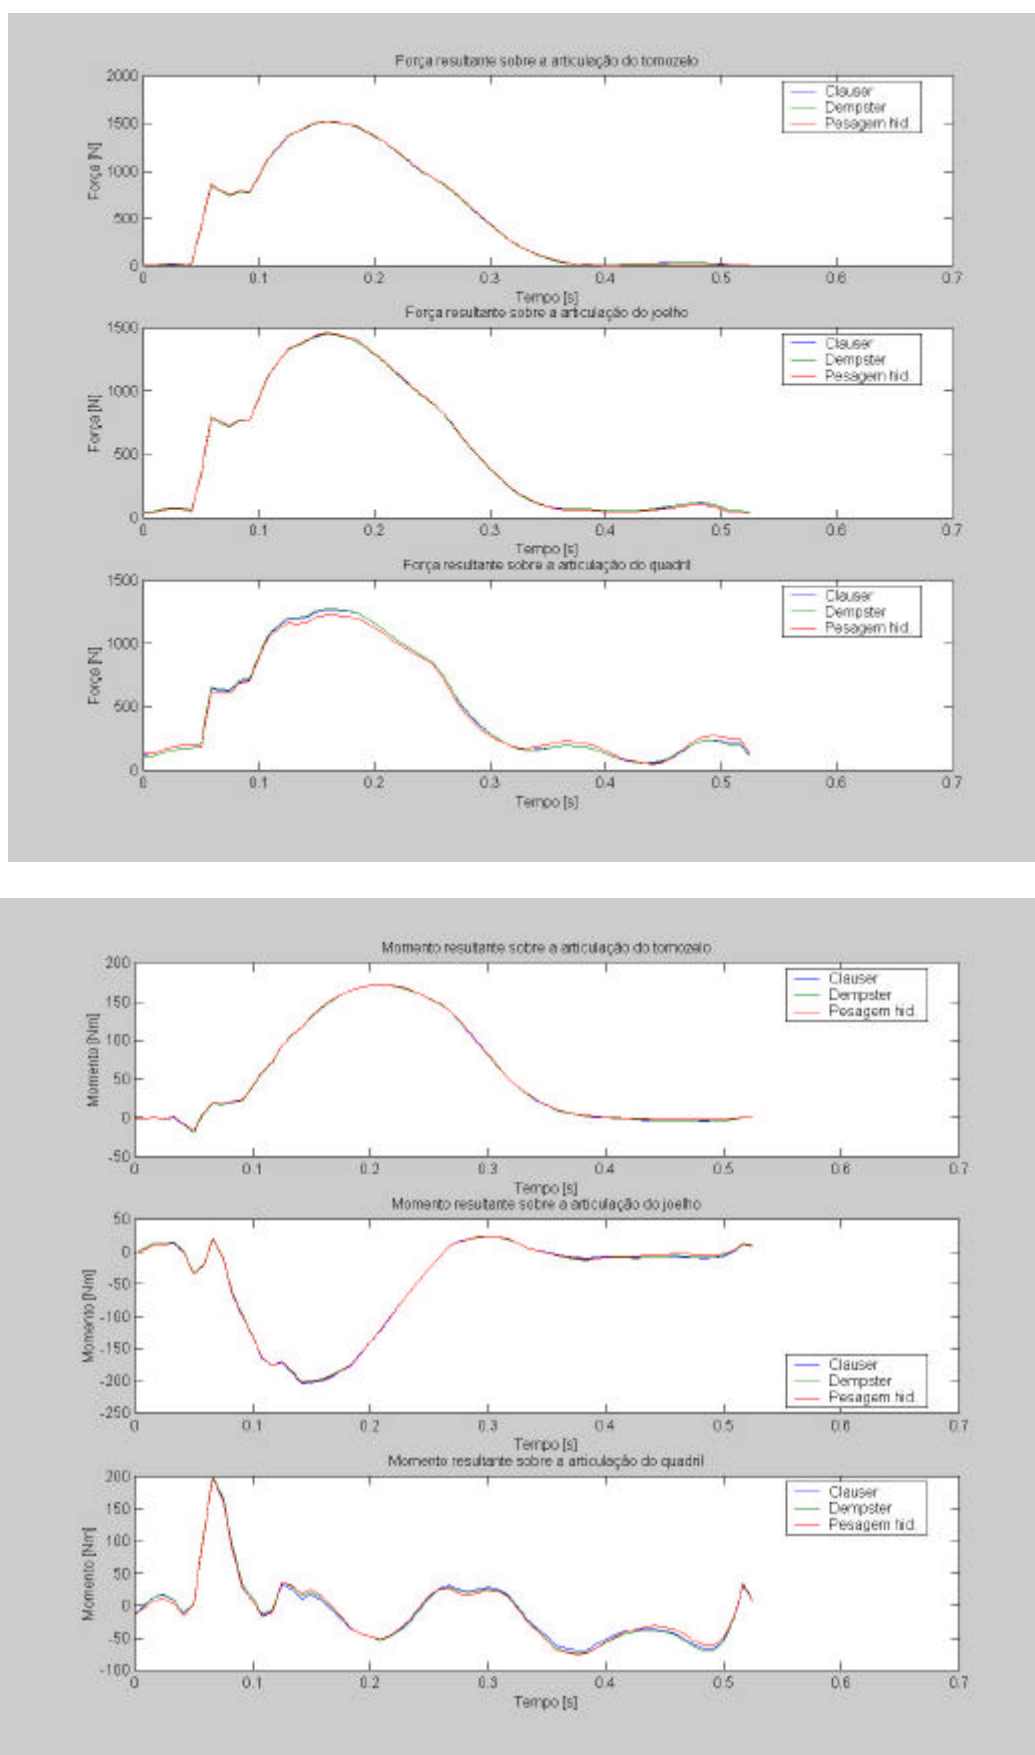 Força resultante sobre a articulação do tornozelo
2000
1500
1000
500
0
Força [N]
Clauser
Dempster
Pesagem hid.
0 0.1 0.2 0.3 0.4 0.5 0.6 0.7
Tempo [s]
Força resultante sobre a articulação do joelho
1500
1000
500
0
Força [N]
Clauser
Dempster
Pesagem hid.
0 0.1 0.2 0.3 0.4 0.5 0.6 0.7
Tempo [s]
Força resultante sobre a articulação do quadril
1500
1000
500
0
Força [N]
Clauser
Dempster
Pesagem hid.
0 0.1 0.2 0.3 0.4 0.5 0.6 0.7
Tempo [s]
Momento resultante sobre a articulação do tornozelo
200
150
100
50
0
-50
Momento [Nm]
Clauser
Dempster
Pesagem hid.
0 0.1 0.2 0.3 0.4 0.5 0.6 0.7
Tempo [s]
Momento resultante sobre a articulação do joelho
50
0
-50
-100
-150
-200
-250
Momento [Nm]
Clauser
Dempster
Pesagem hid.
0 0.1 0.2 0.3 0.4 0.5 0.6 0.7
Tempo [s]
Momento resultante sobre a articulação do quadril
200
150
100
50
0
-50
-100
Momento [Nm]
Clauser
Dempster
Pesagem hid.
0 0.1 0.2 0.3 0.4 0.5 0.6 0.7
Tempo [s]